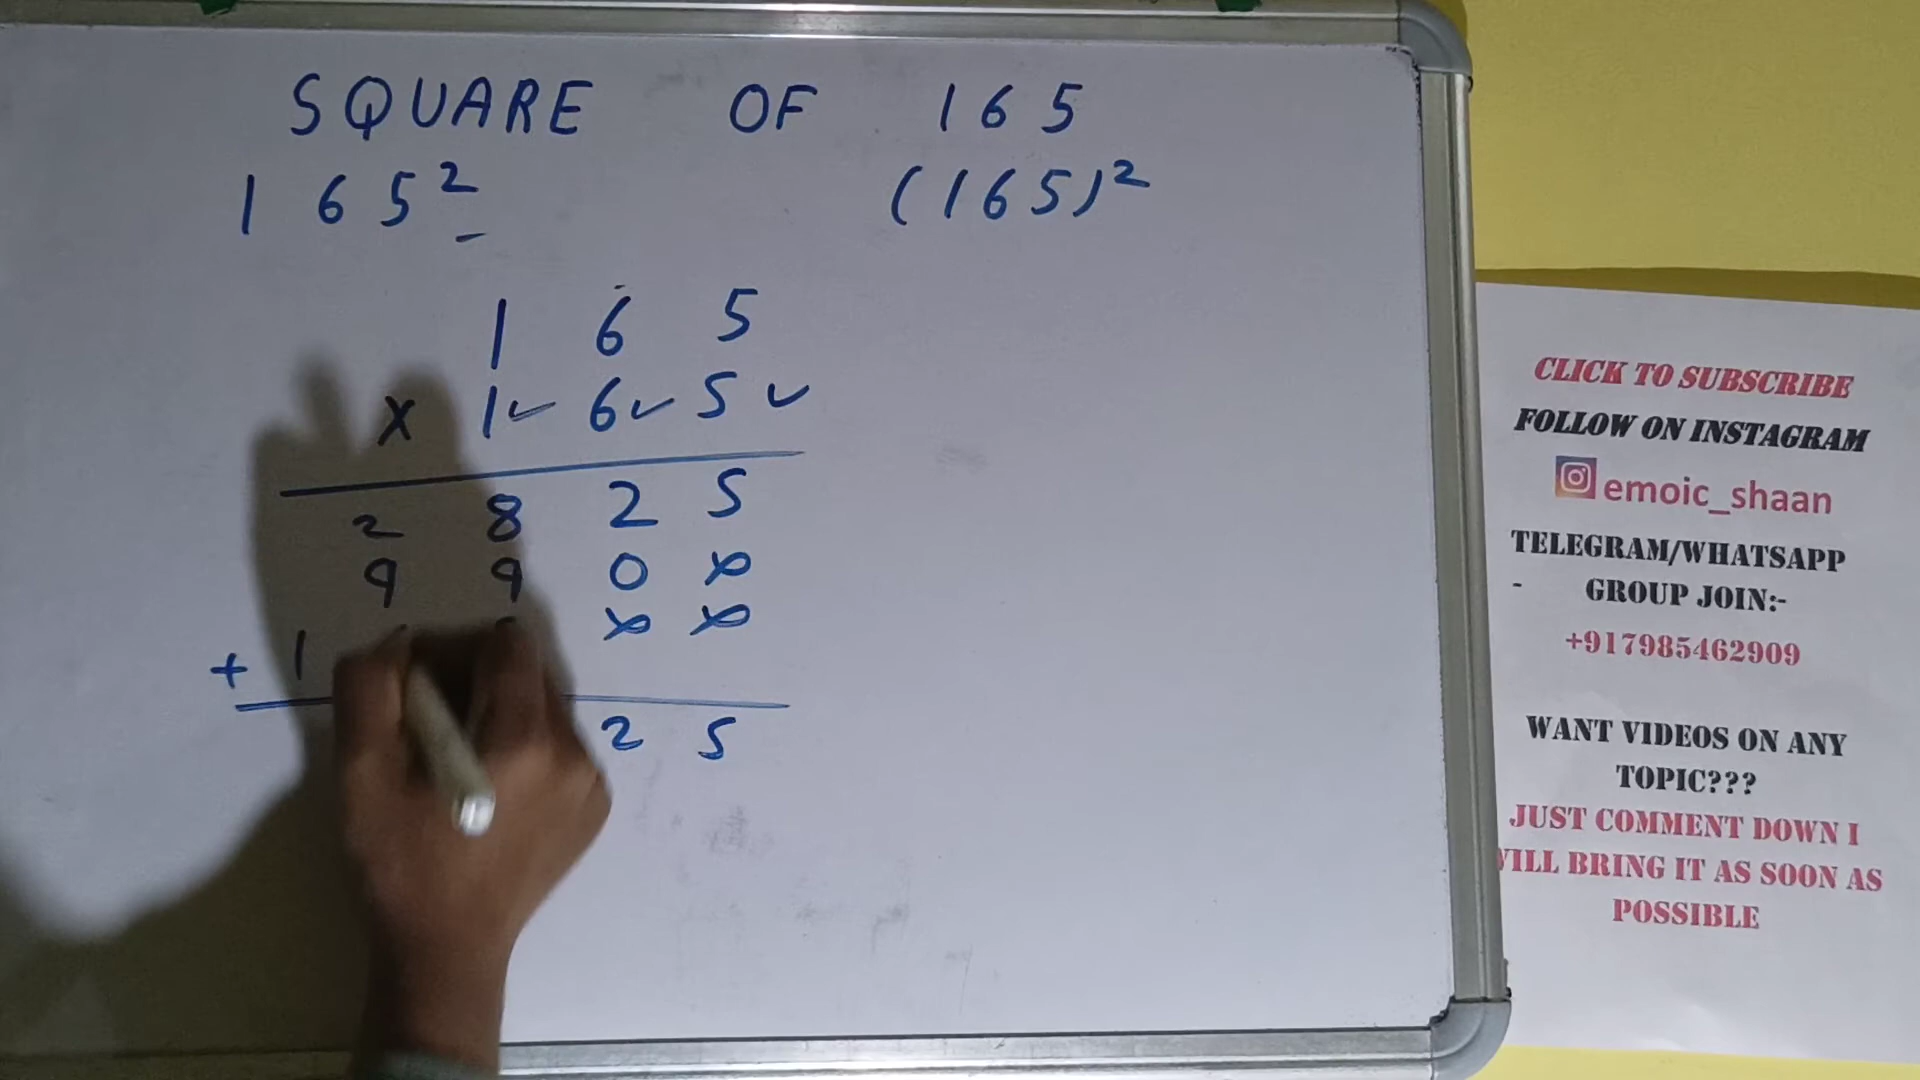 SQUARE OF 165
165² (165)²
1 6 5
X 1✓ 6✓ 5✓
2 8 2 5
9 9 0 x
+ 1 x x
2 5
CLICK TO SUBSCRIBE
FOLLOW ON INSTAGRAM
emoic_shaan
TELEGRAM/WHATSAPP
- GROUP JOIN:-
+917985462909
WANT VIDEOS ON ANY
TOPIC???
JUST COMMENT DOWN I
WILL BRING IT AS SOON AS
POSSIBLE